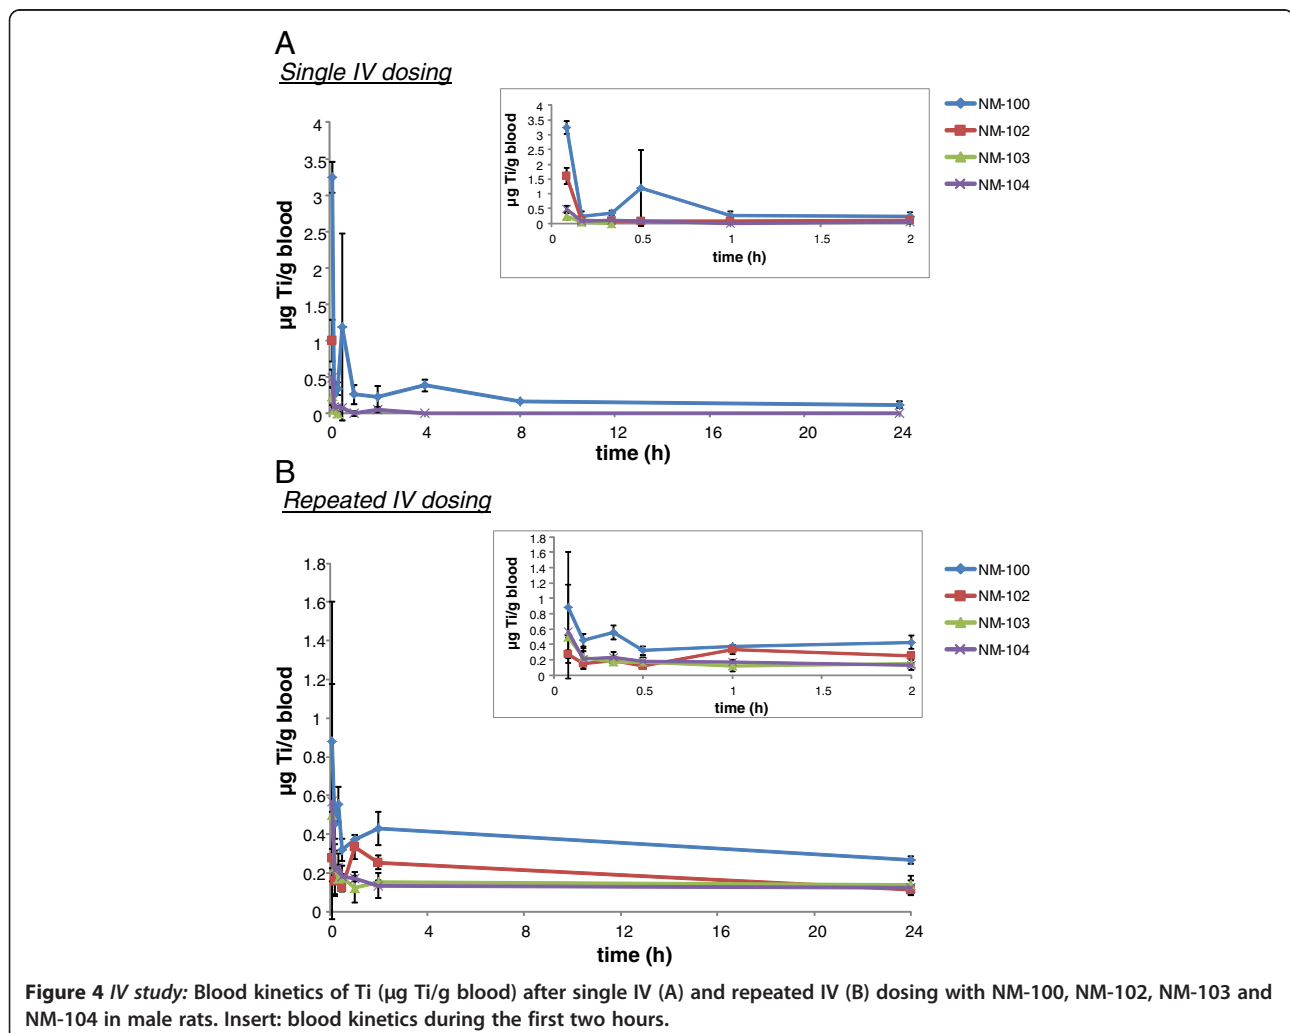 A
Single IV dosing
4
3.5
3
2.5
2
1.5
1
0.5
0
µg Ti/g blood
0 4 8 12 16 20 24
time (h)
4
3.5
3
2.5
2
1.5
1
0.5
0
µg Ti/g blood
0 0.5 1 1.5 2
time (h)
NM-100
NM-102
NM-103
NM-104
B
Repeated IV dosing
1.8
1.6
1.4
1.2
1
0.8
0.6
0.4
0.2
0
µg Ti/g blood
0 4 8 12 16 20 24
time (h)
1.8
1.6
1.4
1.2
1
0.8
0.6
0.4
0.2
0
µg Ti/g blood
0 0.5 1 1.5 2
time (h)
NM-100
NM-102
NM-103
NM-104
Figure 4 IV study: Blood kinetics of Ti (µg Ti/g blood) after single IV (A) and repeated IV (B) dosing with NM-100, NM-102, NM-103 and
NM-104 in male rats. Insert: blood kinetics during the first two hours.